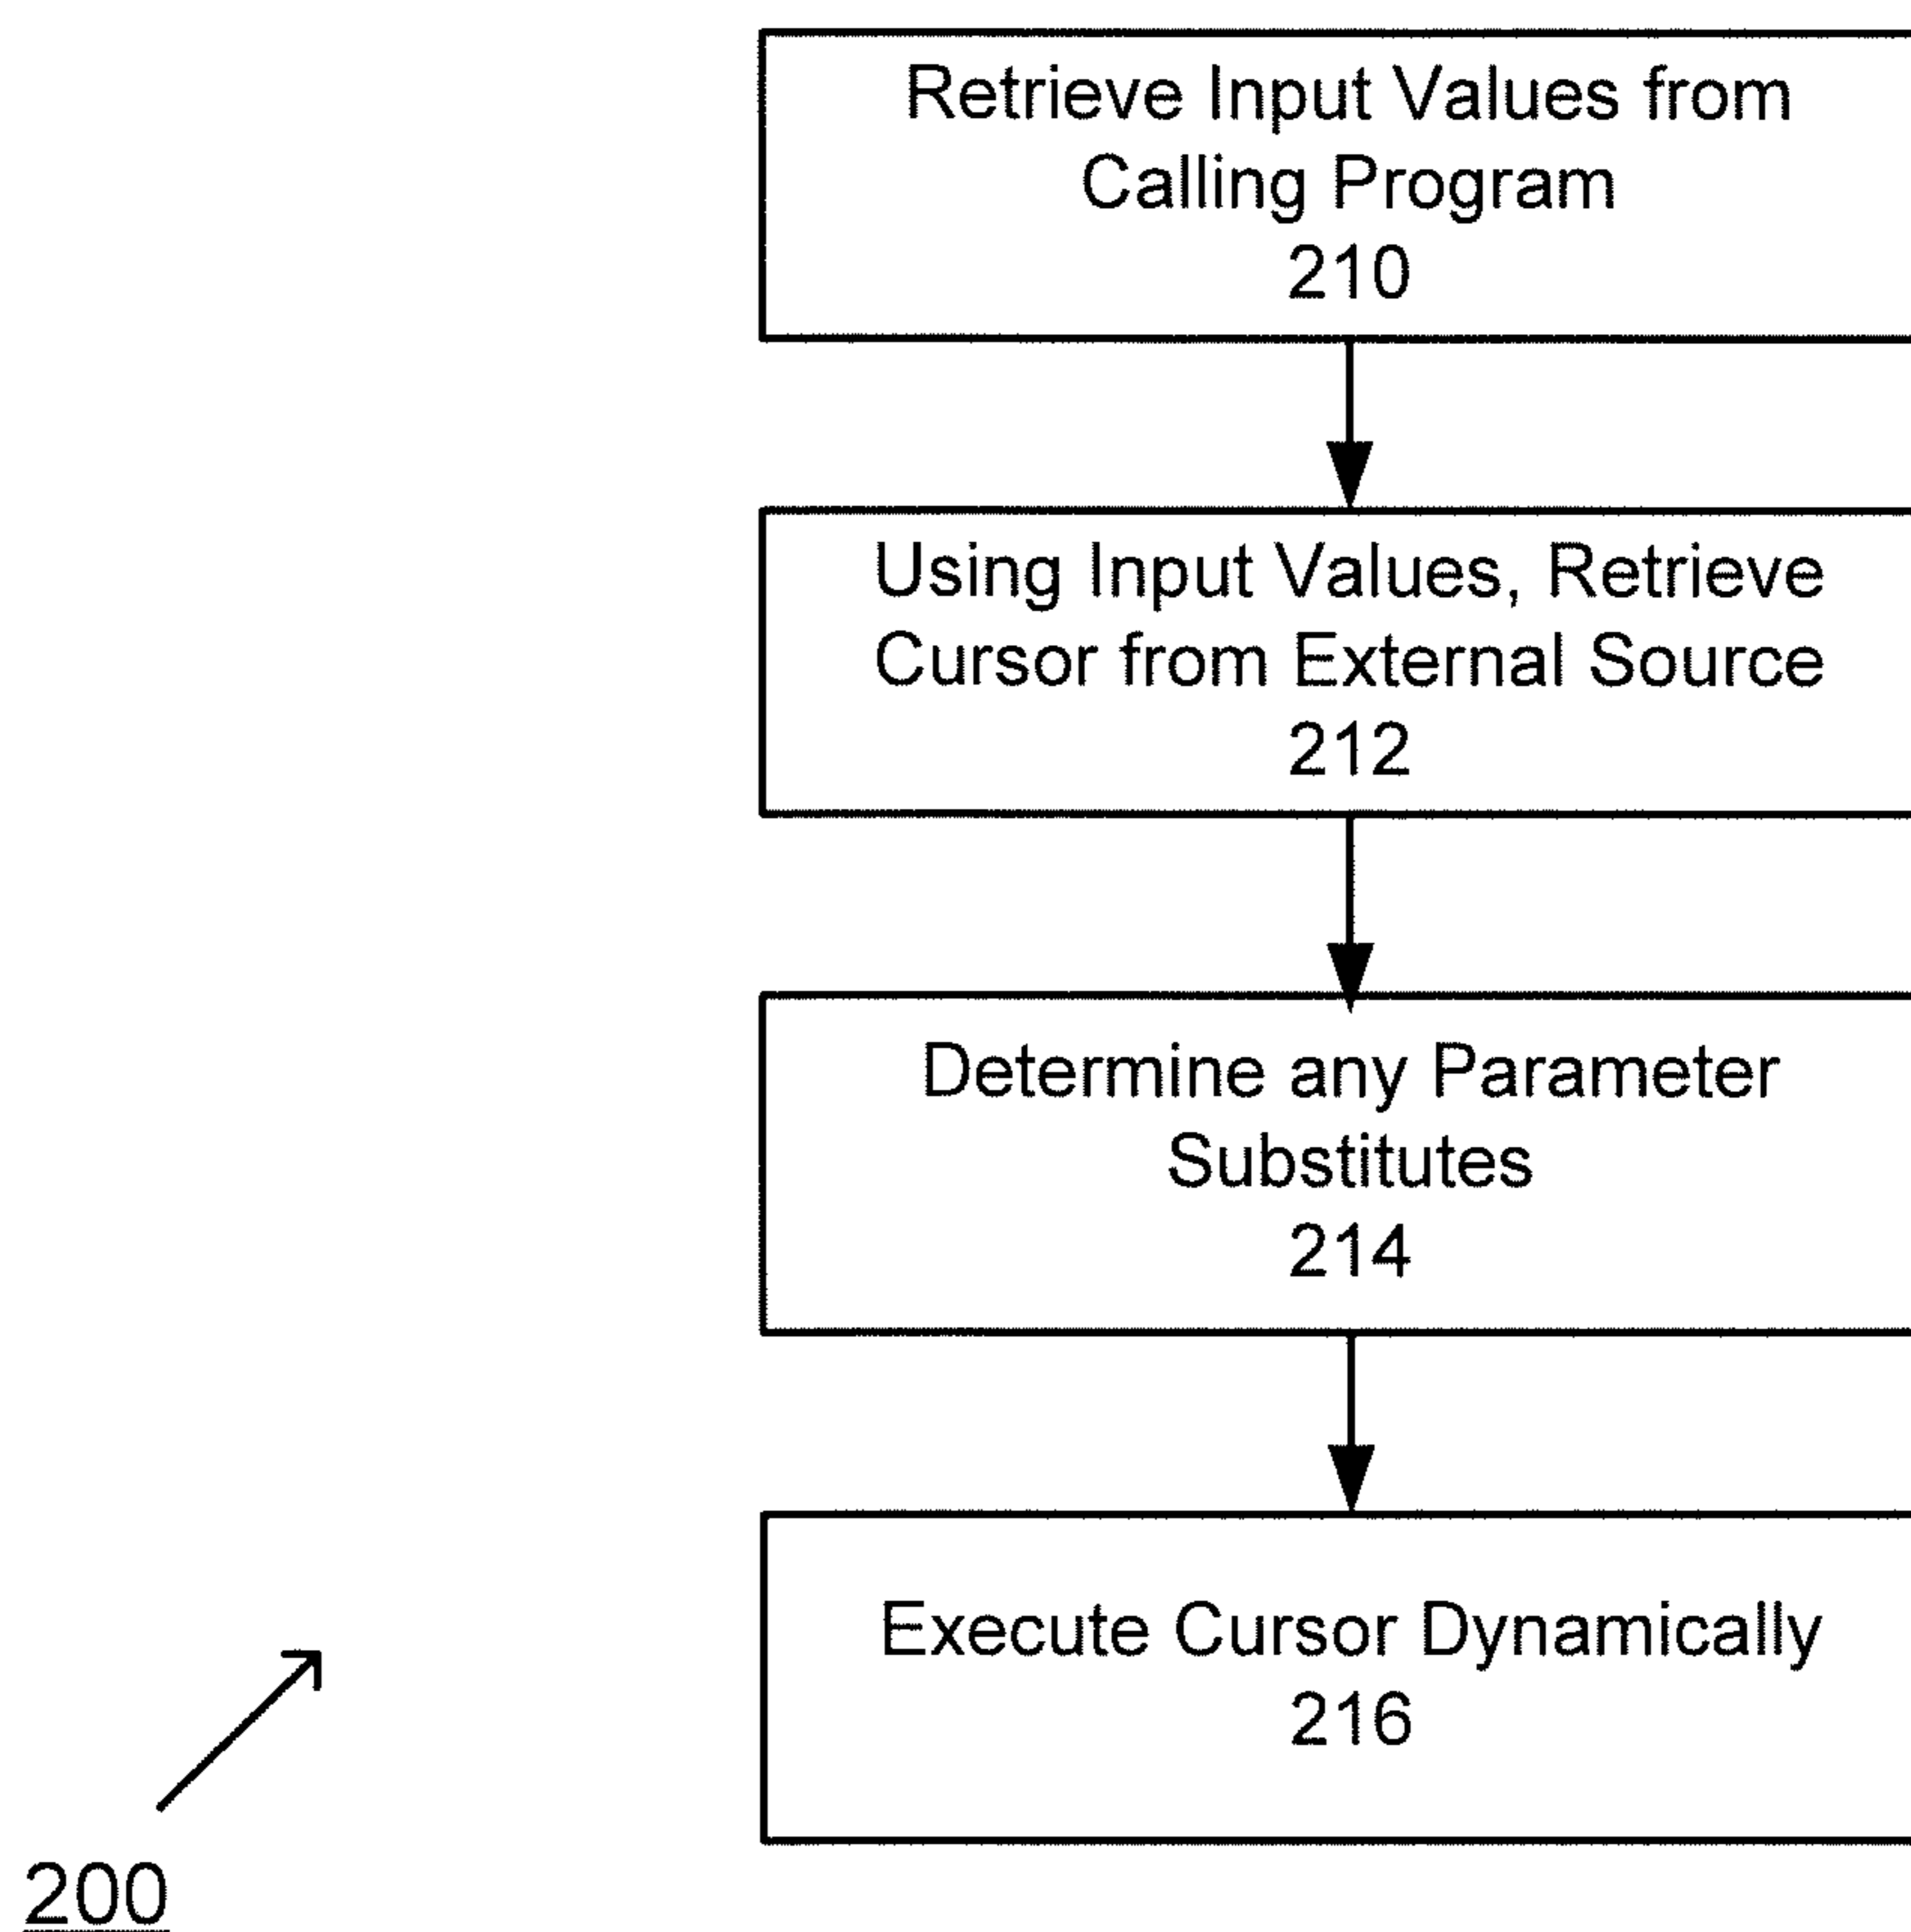 Retrieve Input Values from
Calling Program
210
Using Input Values, Retrieve
Cursor from External Source
212
Determine any Parameter
Substitutes
214
Execute Cursor Dynamically
216
200